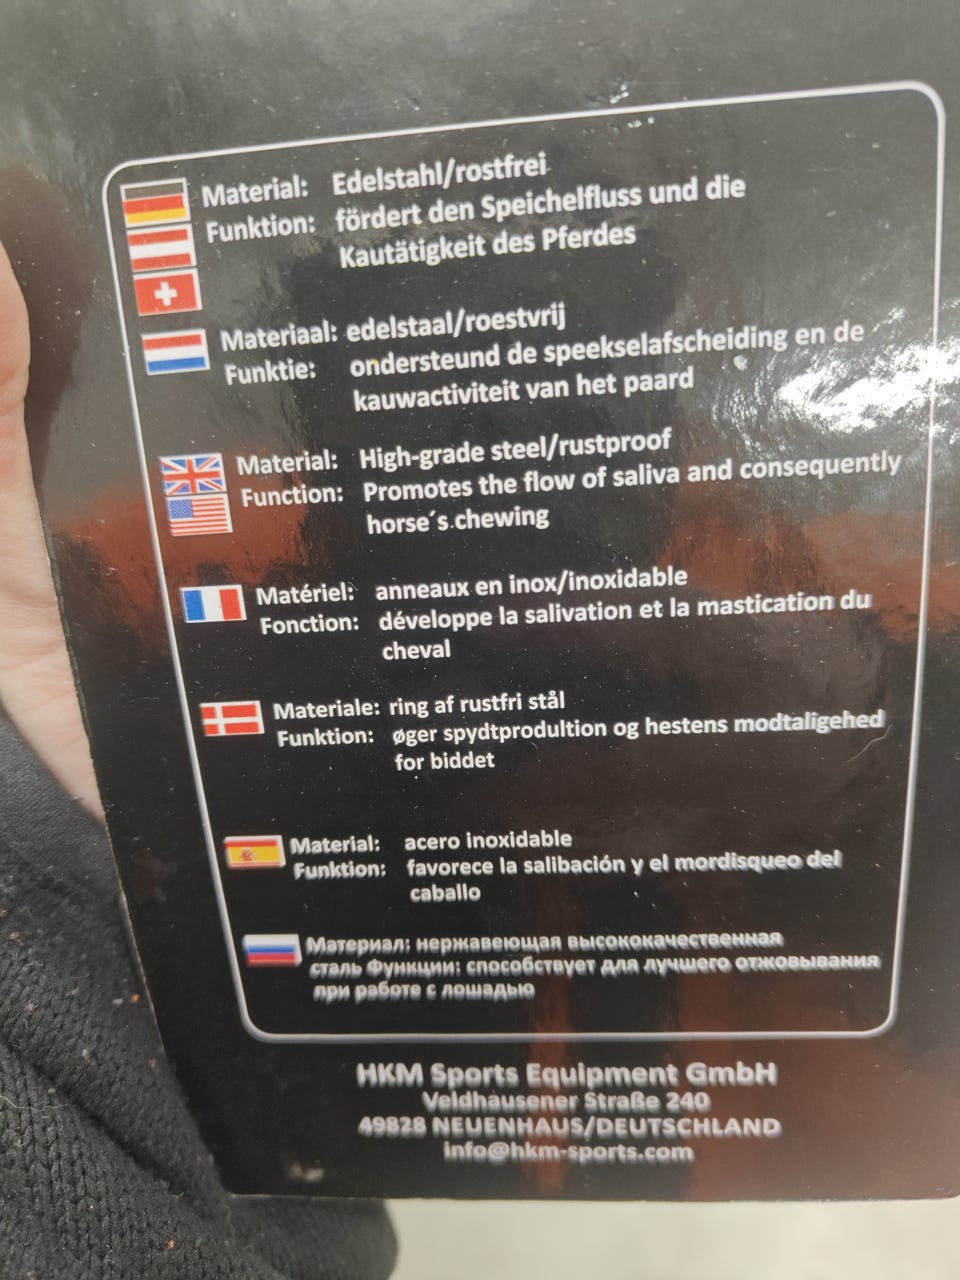 Material: Edelstahl/rostfrei
Funktion: fördert den Speichelfluss und die
Kautätigkeit des Pferdes
Materiaal: edelstaal/roestvrij
Funktie: ondersteund de speekselafscheiding en de
kauwactiviteit van het paard
Material: High-grade steel/rustproof
Function: Promotes the flow of saliva and consequently
horse´s.chewing
Matériel: anneaux en inox/inoxidable
Fonction: développe la salivation et la mastication du
cheval
Materiale: ring af rustfri stål
Funktion: øger spydtprodultion og hestens modtaligehed
for biddet
Material: acero inoxidable
Funktion: favorece la salibación y el mordisqueo del
caballo
Материал: нержавеющая высококачественная
сталь Функции: способствует для лучшего отжовывания
при работе с лошадью
HKM Sports Equipment GmbH
Veldhausener Straße 240
49828 NEUENHAUS/DEUTSCHLAND
info@hkm-sports.com